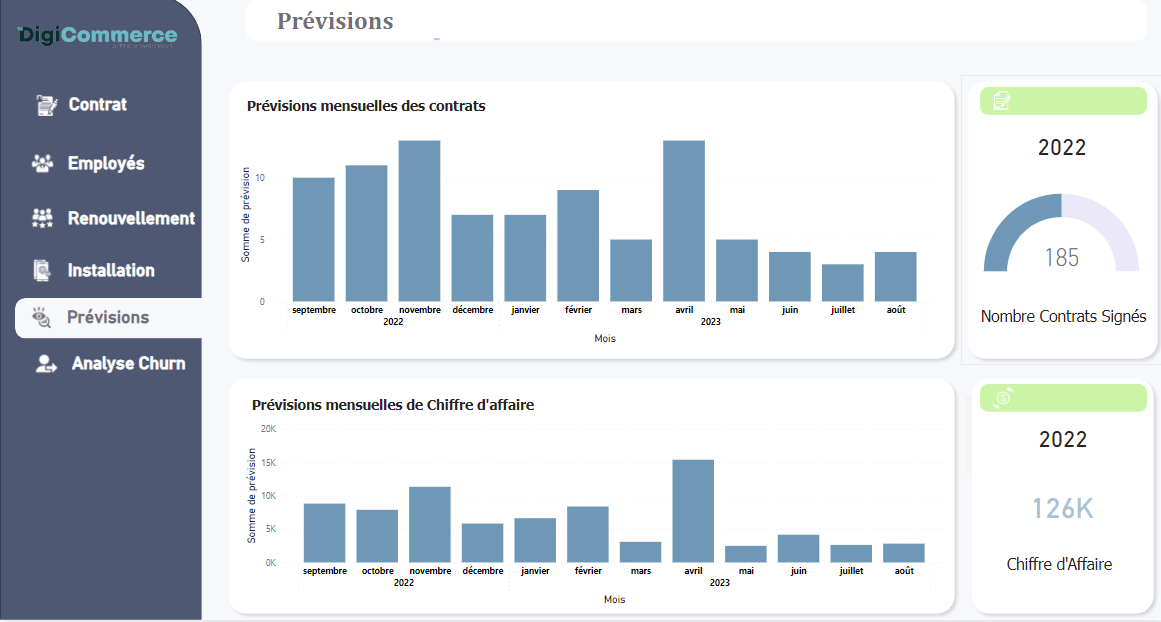 Prévisions
DigiCommerce
Contrat
Employés
Renouvellement
Installation
Prévisions
Analyse Churn
Prévisions mensuelles des contrats
Somme de prévision
10
5
0
septembre octobre novembre décembre janvier février mars avril mai juin juillet août
2022 2023
Mois
2022
185
Nombre Contrats Signés
Prévisions mensuelles de Chiffre d'affaire
Somme de prévision
20K
15K
10K
5K
0K
septembre octobre novembre décembre janvier février mars avril mai juin juillet août
2022 2023
Mois
2022
126K
Chiffre d'Affaire